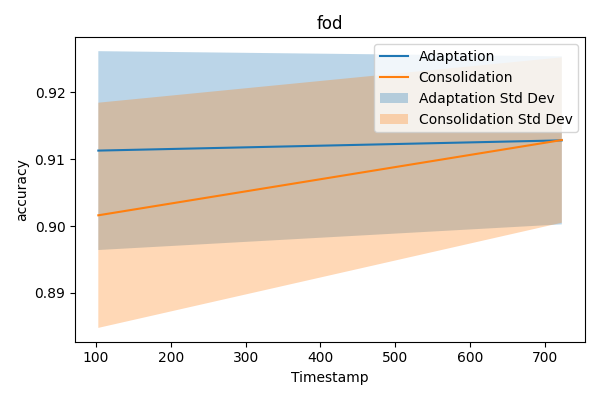 fod
Adaptation
Consolidation
Adaptation Std Dev
Consolidation Std Dev
accuracy
0.92
0.91
0.90
0.89
100 200 300 400 500 600 700
Timestamp